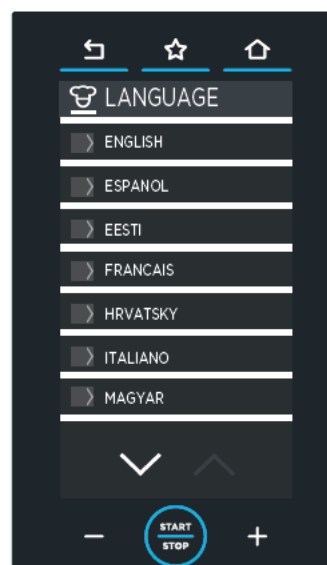 LANGUAGE
ENGLISH
ESPANOL
EESTI
FRANCAIS
HRVATSKY
ITALIANO
MAGYAR
START
STOP